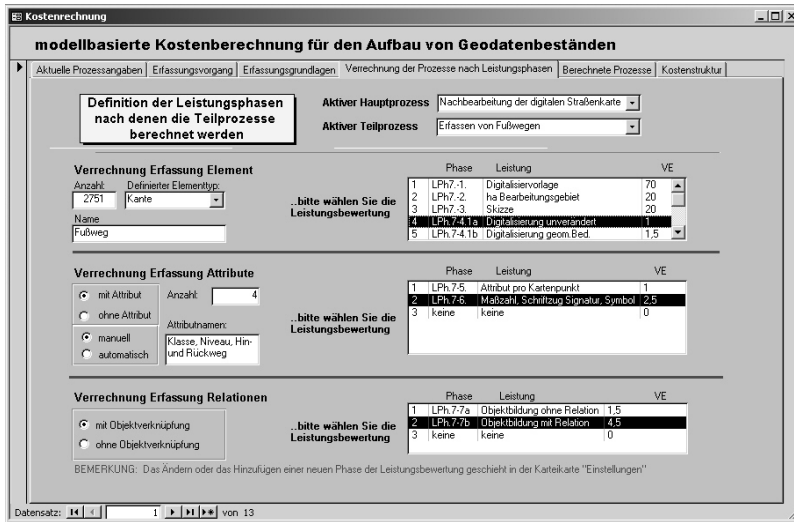 Kostenrechnung
modellbasierte Kostenberechnung für den Aufbau von Geodatenbeständen
Aktuelle Prozessangaben Erfassungsvorgang Erfassungsgrundlagen Verrechnung der Prozesse nach Leistungsphasen Berechnete Prozesse Kostenstruktur
Definition der Leistungsphasen
nach denen die Teilprozesse
berechnet werden
Aktiver Hauptprozess Nachbearbeitung der digitalen Straßenkarte
Aktiver Teilprozess Erfassen von Fußwegen
Verrechnung Erfassung Element
Anzahl: Definierter Elementtyp:
2751 Kante
Name
Fußweg
..bitte wählen Sie die
Leistungsbewertung
Phase Leistung VE
1 LPh7.-1. Digitalisiervorlage 70
2 LPh7.-2. ha Bearbeitungsgebiet 20
3 LPh7.-3. Skizze 20
4 LPh.7-4.1a Digitalisierung unverändert 1
5 LPh.7-4.1b Digitalisierung geom.Bed. 1,5
Verrechnung Erfassung Attribute
mit Attribut Anzahl: 4
ohne Attribut
manuell
automatisch
Attributnamen:
Klasse, Niveau, Hin-
und Rückweg
..bitte wählen Sie die
Leistungsbewertung
Phase Leistung VE
1 LPh.7-5. Attribut pro Kartenpunkt 1
2 LPh.7-6. Maßzahl, Schriftzug Signatur, Symbol 2,5
3 keine keine 0
Verrechnung Erfassung Relationen
mit Objektverknüpfung
ohne Objektverknüpfung
..bitte wählen Sie die
Leistungsbewertung
Phase Leistung VE
1 LPh.7-7a Objektbildung ohne Relation 1,5
2 LPh.7-7b Objektbildung mit Relation 4,5
3 keine keine 0
BEMERKUNG: Das Ändern oder das Hinzufügen einer neuen Phase der Leistungsbewertung geschieht in der Karteikarte "Einstellungen"
Datensatz: 1 von 13